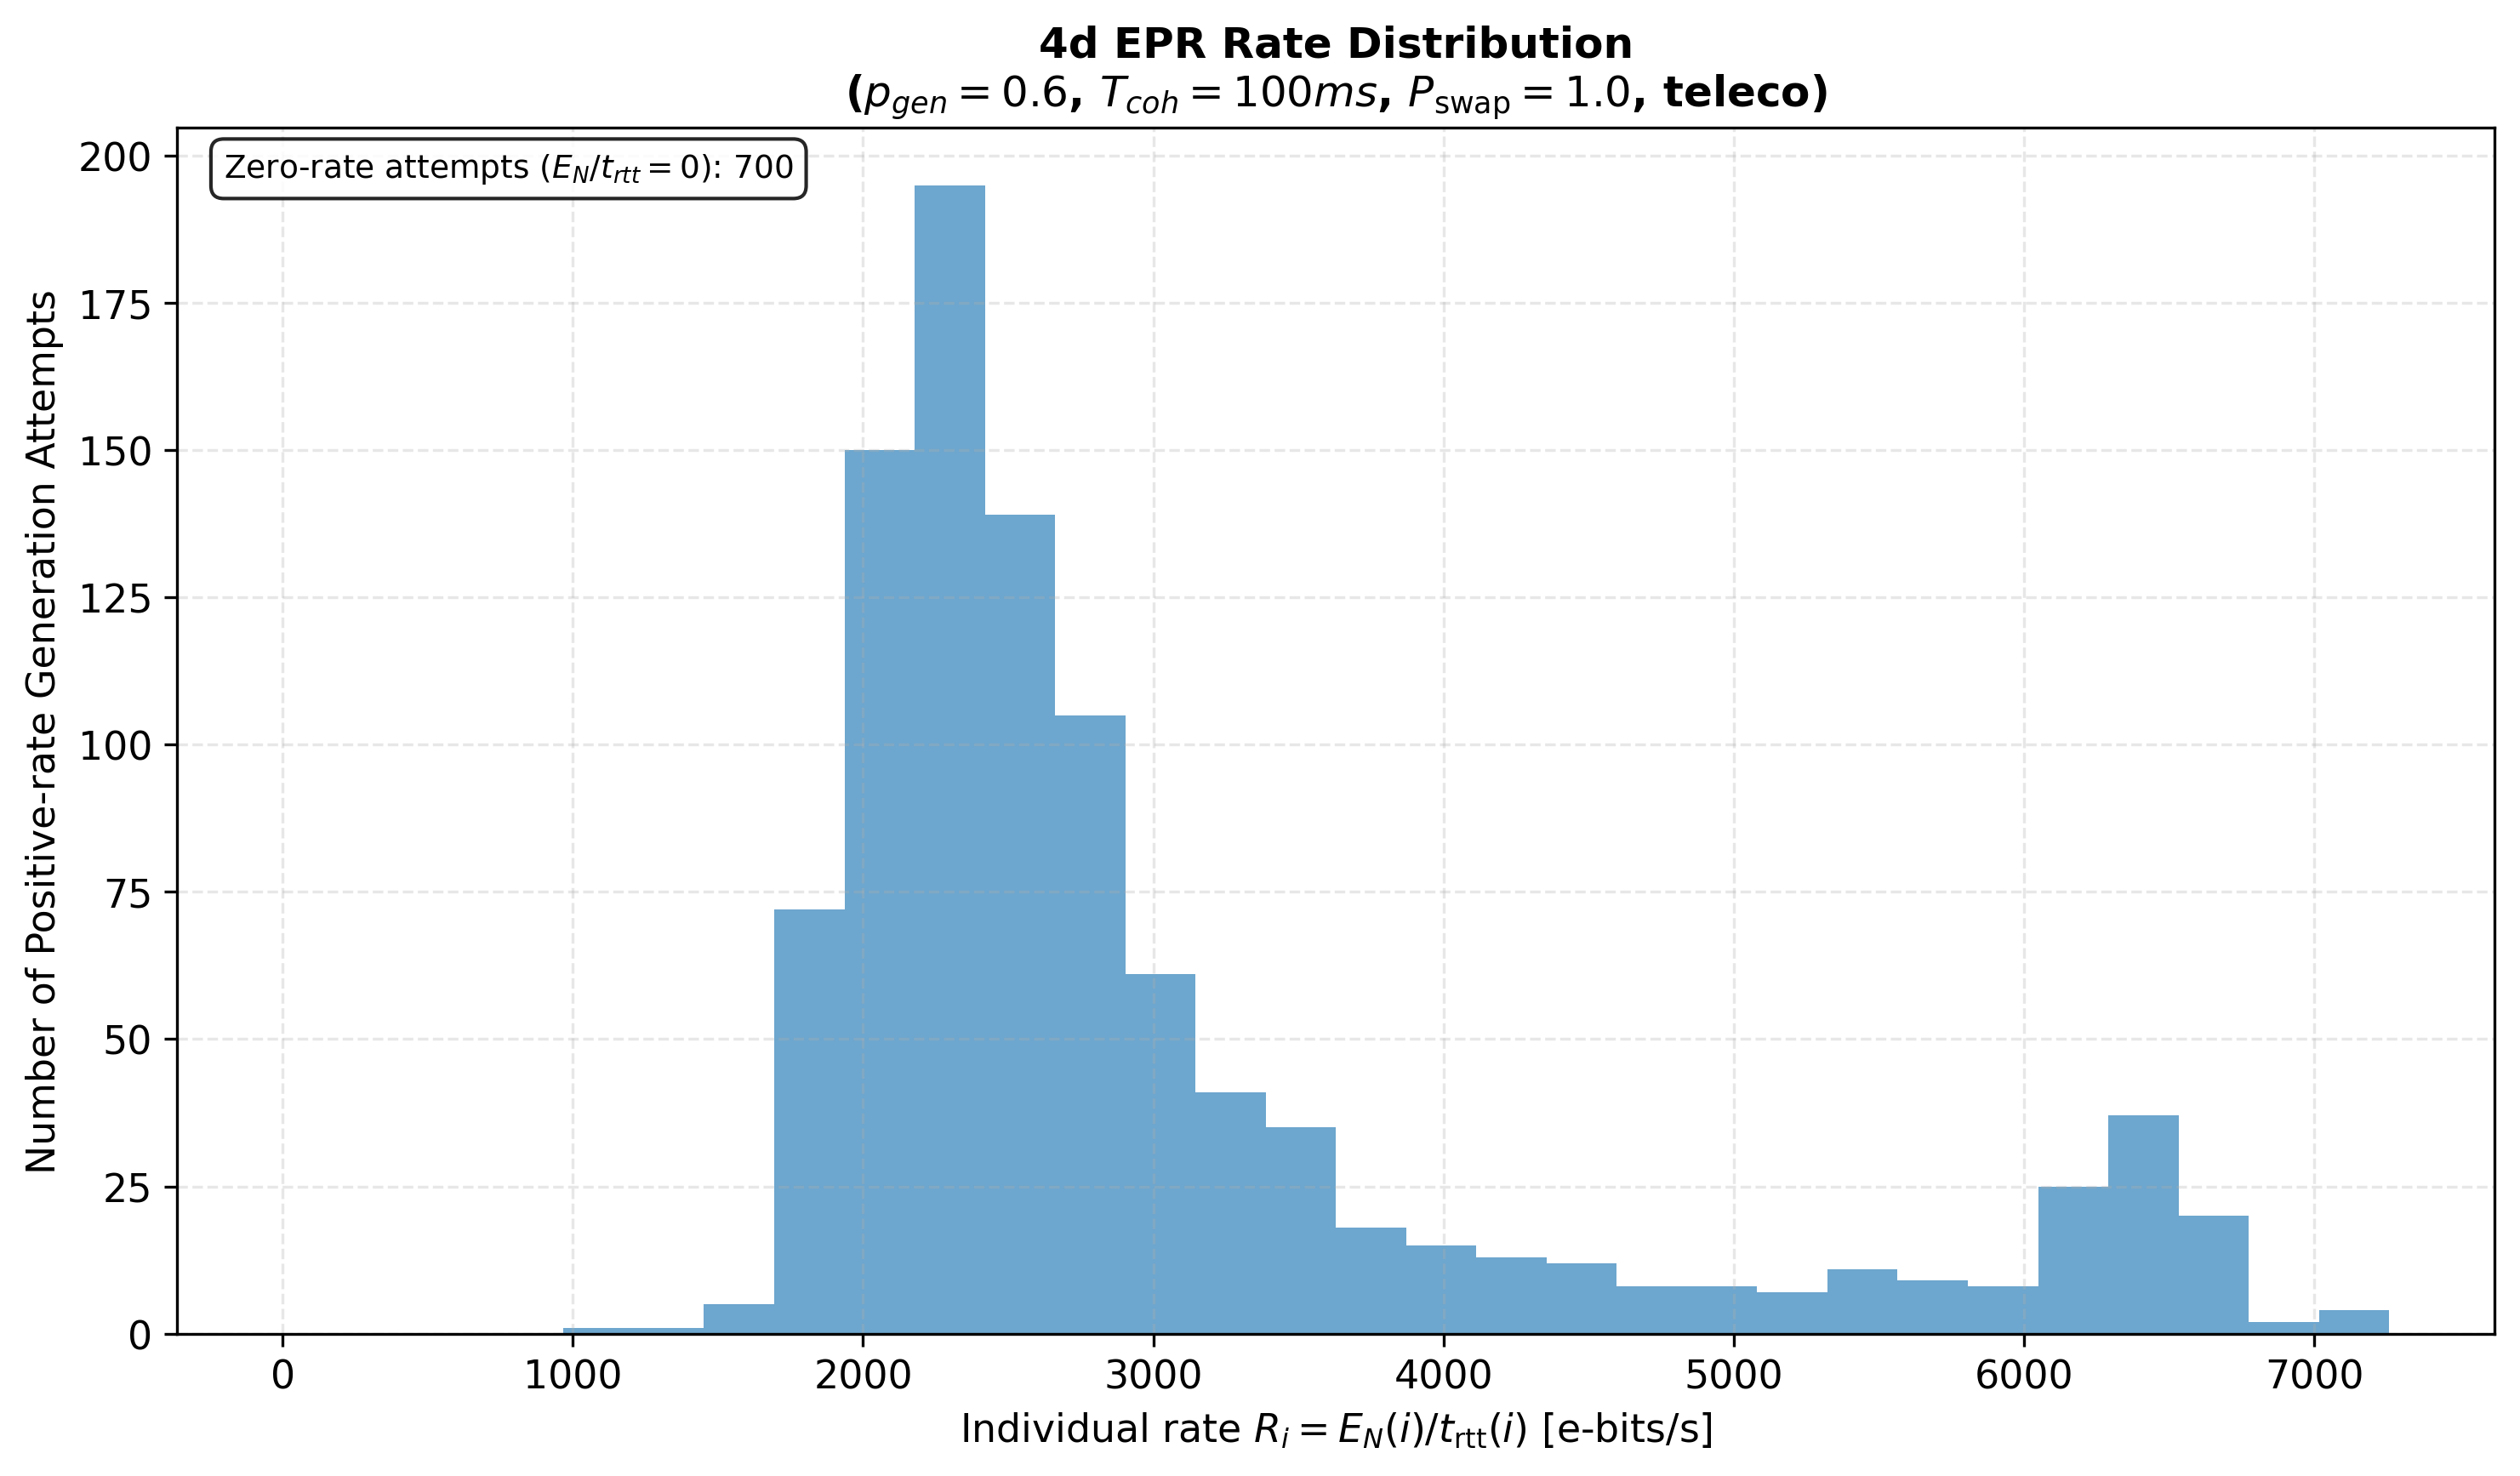 4d EPR Rate Distribution
(p_gen = 0.6, T_coh = 100ms, P_swap = 1.0, teleco)
Zero-rate attempts (E_N/t_rtt = 0): 700
Number of Positive-rate Generation Attempts
200
175
150
125
100
75
50
25
0
0 1000 2000 3000 4000 5000 6000 7000
Individual rate R_i = E_N(i)/t_rtt(i) [e-bits/s]